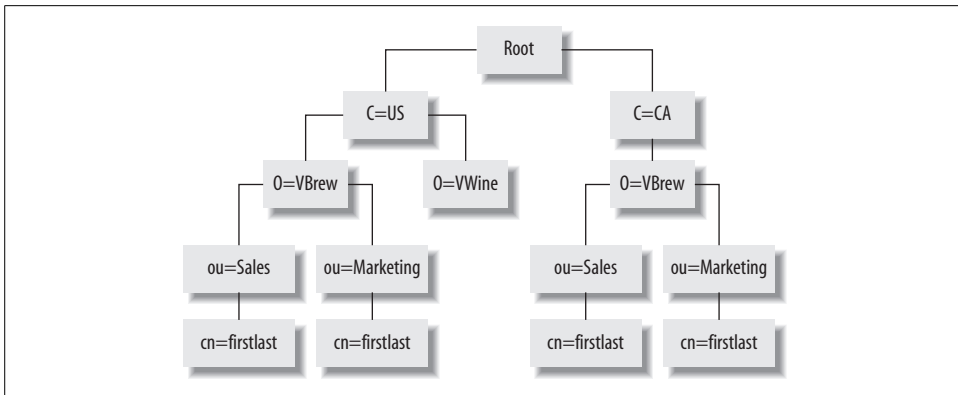 Root
C=US
C=CA
O=VBrew
O=VWine
O=VBrew
ou=Sales
ou=Marketing
ou=Sales
ou=Marketing
cn=firstlast
cn=firstlast
cn=firstlast
cn=firstlast